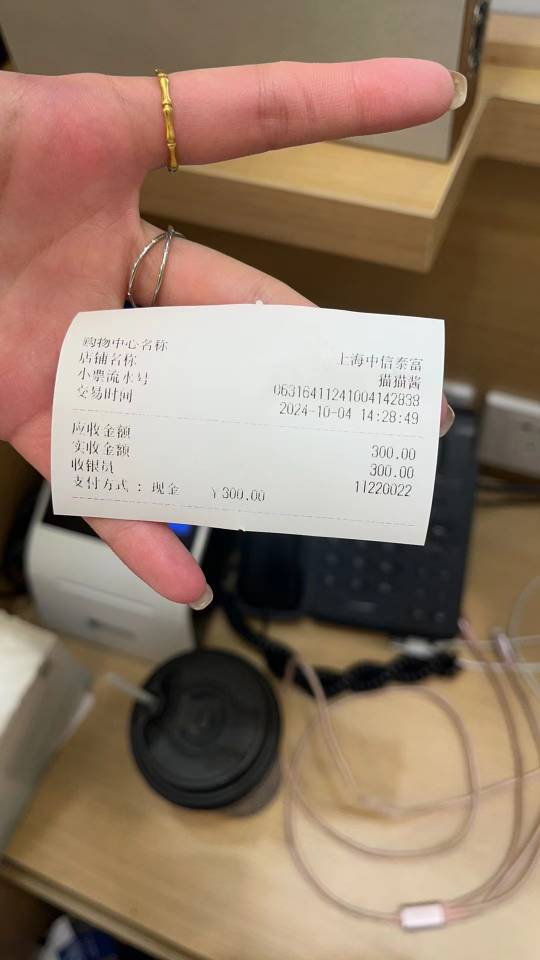 购物中心名称 上海中信泰富
店铺名称 猫猫酱
小票流水号 06316411241004142838
交易时间 2024-10-04 14:28:49
应收金额 300.00
实收金额 300.00
收银员 11220022
支付方式 : 现金 ¥300.00